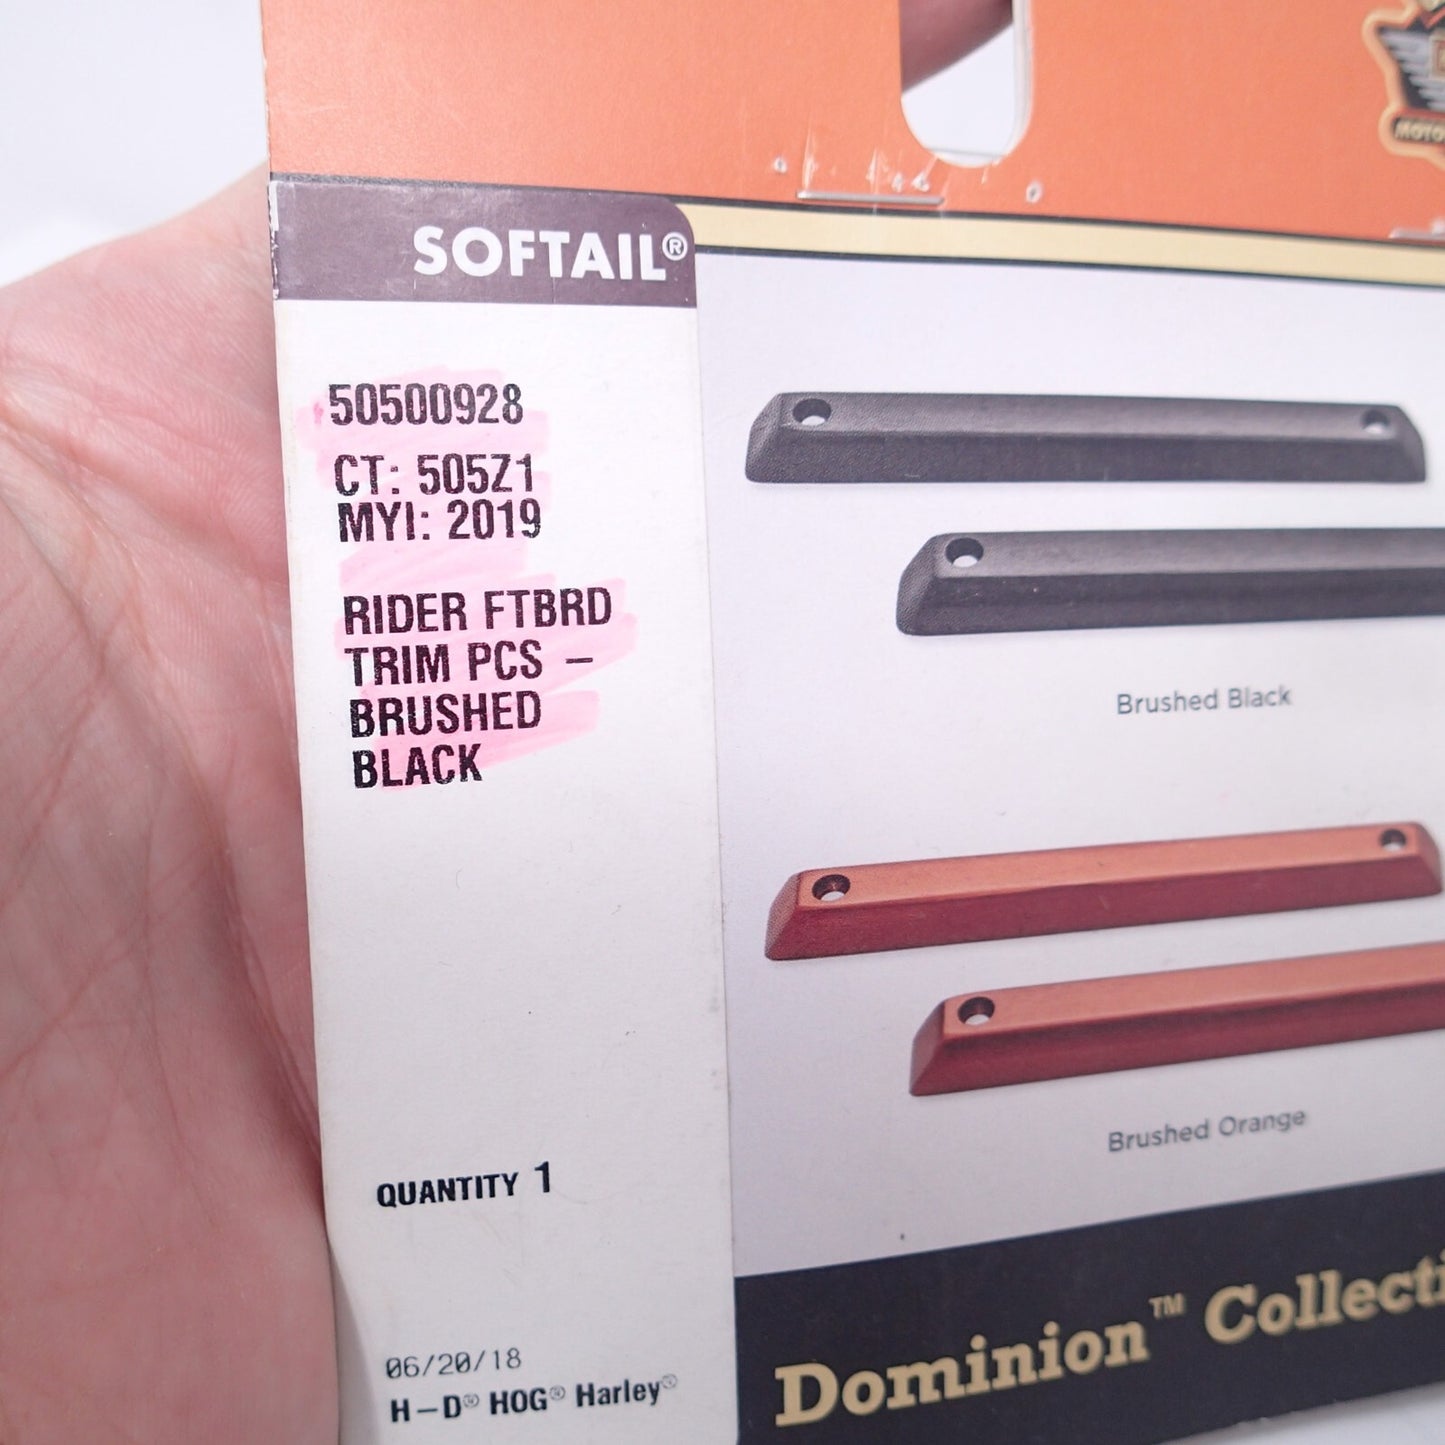 SOFTAIL®
50500928
CT: 505Z1
MYI: 2019
RIDER FTBRD
TRIM PCS –
BRUSHED
BLACK
QUANTITY 1
06/20/18
H–D® HOG® Harley®
Brushed Black
Brushed Orange
Dominion™